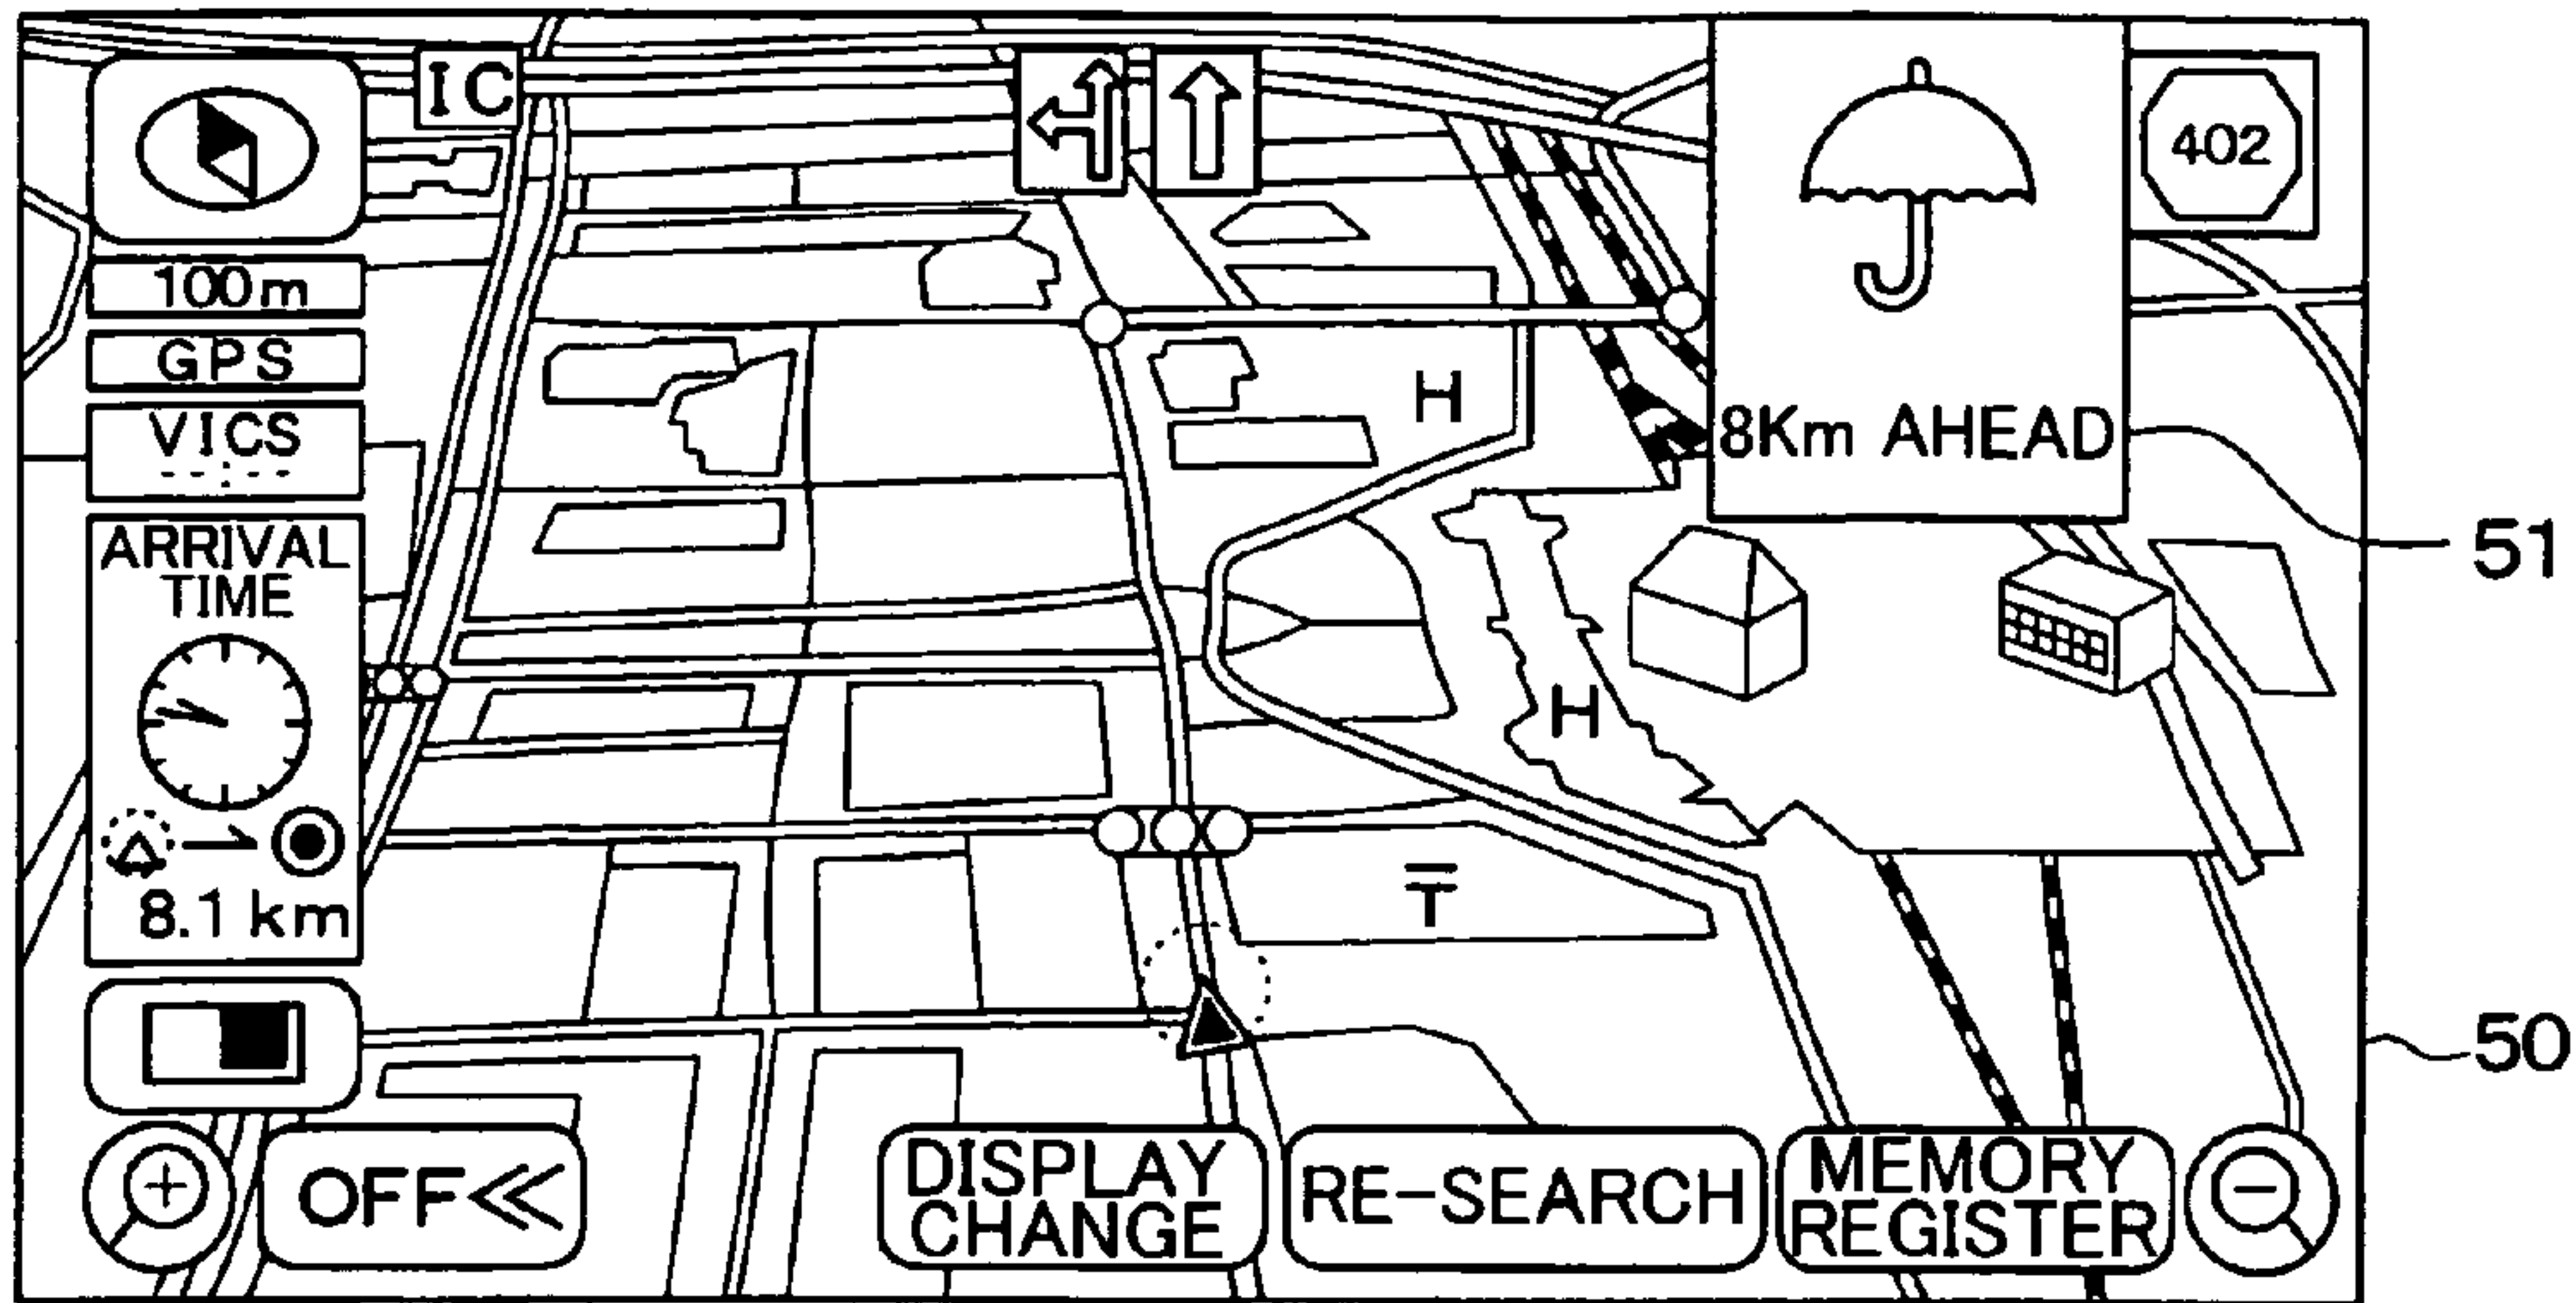 IC
402
100m
GPS
VICS
8Km AHEAD
H
ARRIVAL
TIME
51
H
8.1 km
〒
50
OFF≪
DISPLAY
CHANGE
RE-SEARCH
MEMORY
REGISTER